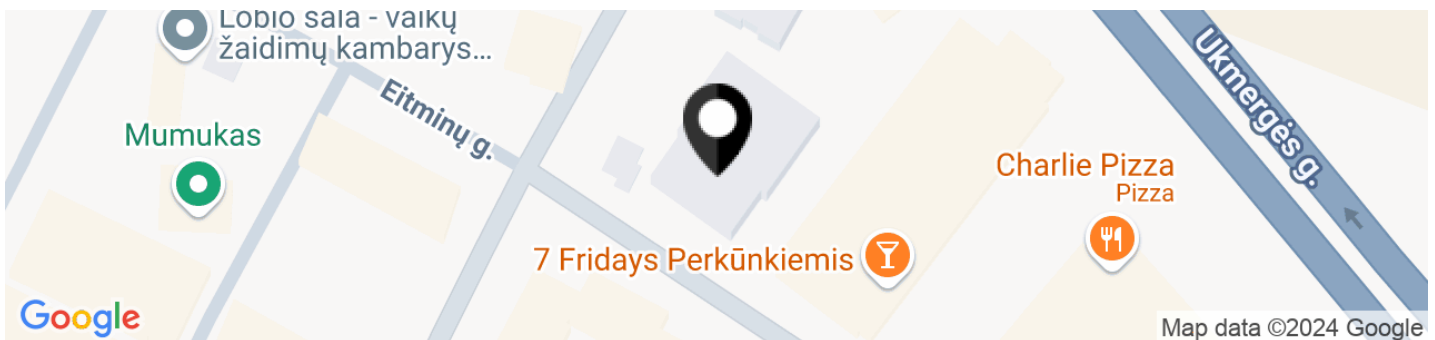 Lobio sala - vaikų
žaidimų kambarys...
Ukmergės g.
Eitminų g.
Mumukas
Charlie Pizza
Pizza
7 Fridays Perkūnkiemis
Google
Map data ©2024 Google